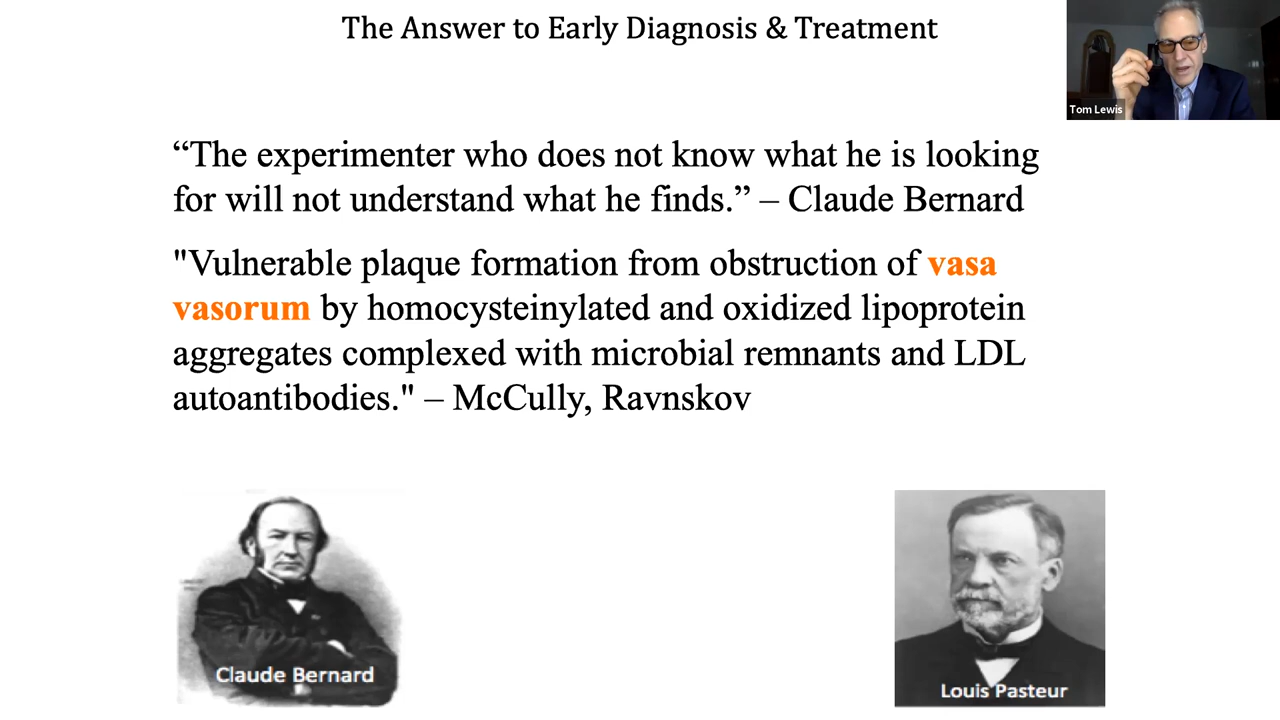 The Answer to Early Diagnosis & Treatment
Tom Lewis
“The experimenter who does not know what he is looking
for will not understand what he finds.” – Claude Bernard
"Vulnerable plaque formation from obstruction of vasa
vasorum by homocysteinylated and oxidized lipoprotein
aggregates complexed with microbial remnants and LDL
autoantibodies." – McCully, Ravnskov
Claude Bernard
Louis Pasteur